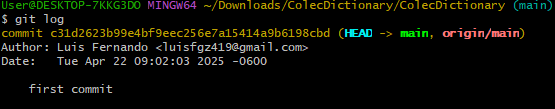 User@DESKTOP-7KKG3DO MINGW64 ~/Downloads/ColecDictionary/ColecDictionary (main)
$ git log
commit c31d2623b99e4bf9eec256e7a15414a9b6198cbd (HEAD -> main, origin/main)
Author: Luis Fernando <luisfgz419@gmail.com>
Date:   Tue Apr 22 09:02:03 2025 -0600

    first commit